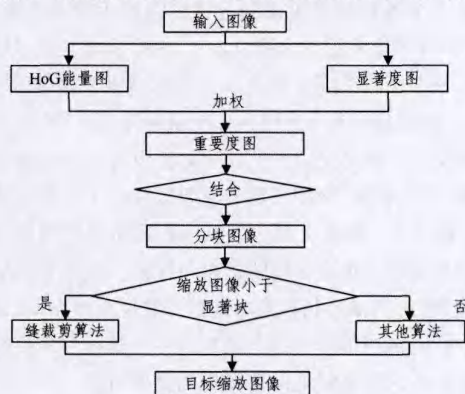 输入图像
HoG能量图
显著度图
加权
重要度图
结合
分块图像
缩放图像小于
显著块
是
否
缝裁剪算法
其他算法
目标缩放图像